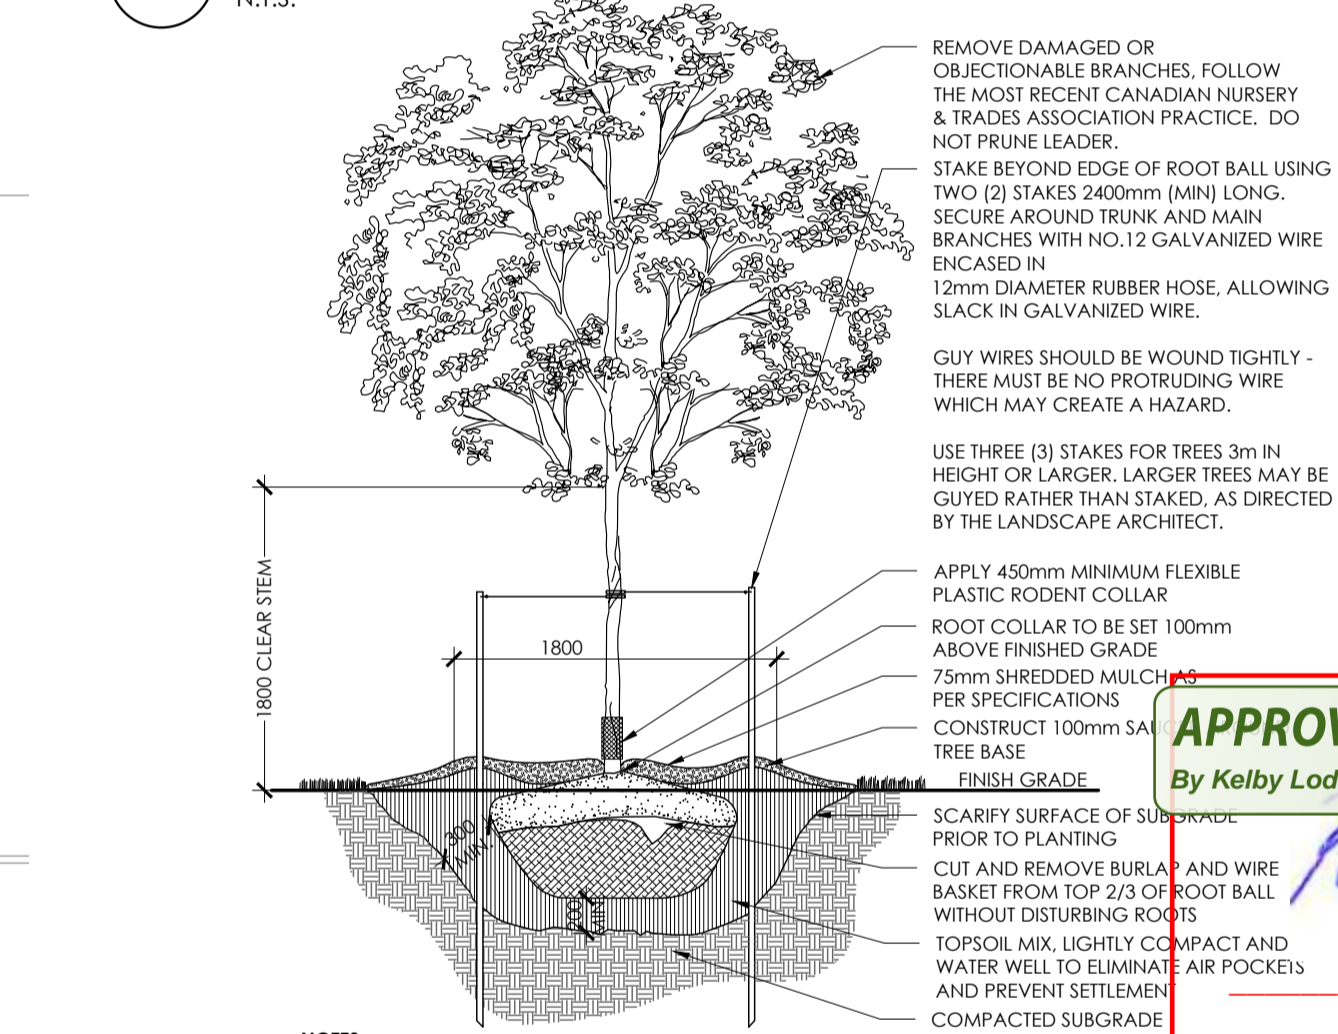 N.T.S.
REMOVE DAMAGED OR
OBJECTIONABLE BRANCHES, FOLLOW
THE MOST RECENT CANADIAN NURSERY
& TRADES ASSOCIATION PRACTICE. DO
NOT PRUNE LEADER.
STAKE BEYOND EDGE OF ROOT BALL USING
TWO (2) STAKES 2400mm (MIN) LONG.
SECURE AROUND TRUNK AND MAIN
BRANCHES WITH NO.12 GALVANIZED WIRE
ENCASED IN
12mm DIAMETER RUBBER HOSE, ALLOWING
SLACK IN GALVANIZED WIRE.
GUY WIRES SHOULD BE WOUND TIGHTLY -
THERE MUST BE NO PROTRUDING WIRE
WHICH MAY CREATE A HAZARD.
USE THREE (3) STAKES FOR TREES 3m IN
HEIGHT OR LARGER. LARGER TREES MAY BE
GUYED RATHER THAN STAKED, AS DIRECTED
BY THE LANDSCAPE ARCHITECT.
APPLY 450mm MINIMUM FLEXIBLE
PLASTIC RODENT COLLAR
ROOT COLLAR TO BE SET 100mm
ABOVE FINISHED GRADE
75mm SHREDDED MULCH AS
PER SPECIFICATIONS
CONSTRUCT 100mm
TREE BASE
FINISH GRADE
SCARIFY SURFACE OF SUBGRADE
PRIOR TO PLANTING
CUT AND REMOVE BURLAP AND WIRE
BASKET FROM TOP 2/3 OF ROOT BALL
WITHOUT DISTURBING ROOTS
TOPSOIL MIX, LIGHTLY COMPACT AND
WATER WELL TO ELIMINATE AIR POCKETS
AND PREVENT SETTLEMENT
COMPACTED SUBGRADE
1800 CLEAR STEM
1800
300
MIN.
200
MIN
APPROV
By Kelby Lod